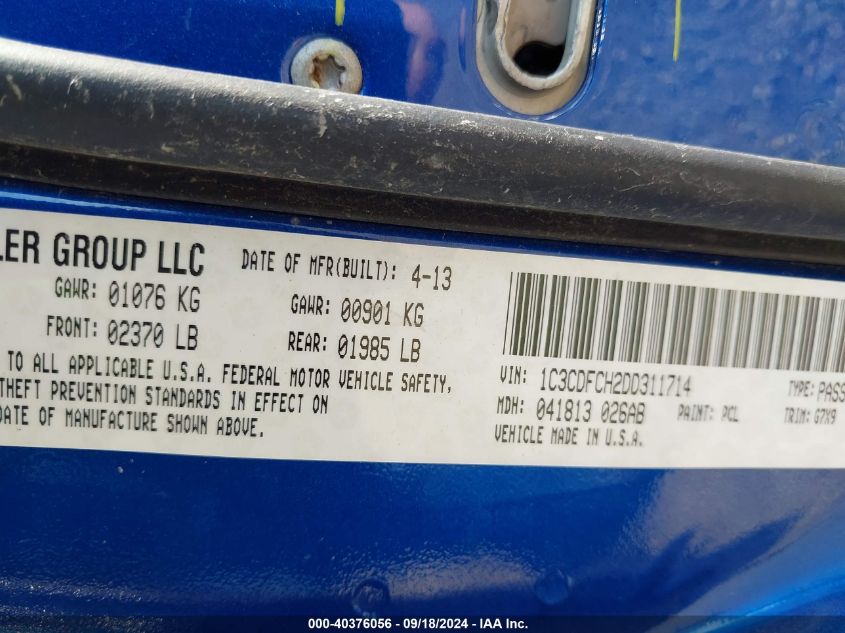 LER GROUP LLC
DATE OF MFR(BUILT): 4-13
GAWR: 01076 KG
GAWR: 00901 KG
FRONT: 02370 LB
REAR: 01985 LB
TO ALL APPLICABLE U.S.A. FEDERAL MOTOR VEHICLE SAFETY,
THEFT PREVENTION STANDARDS IN EFFECT ON
DATE OF MANUFACTURE SHOWN ABOVE.
VIN: 1C3CDFCH2DD311714
TYPE: PASS
MDH: 041813 026AB
PAINT: PCL
TRIM: G7X9
VEHICLE MADE IN U.S.A.
000-40376056 - 09/18/2024 - IAA Inc.